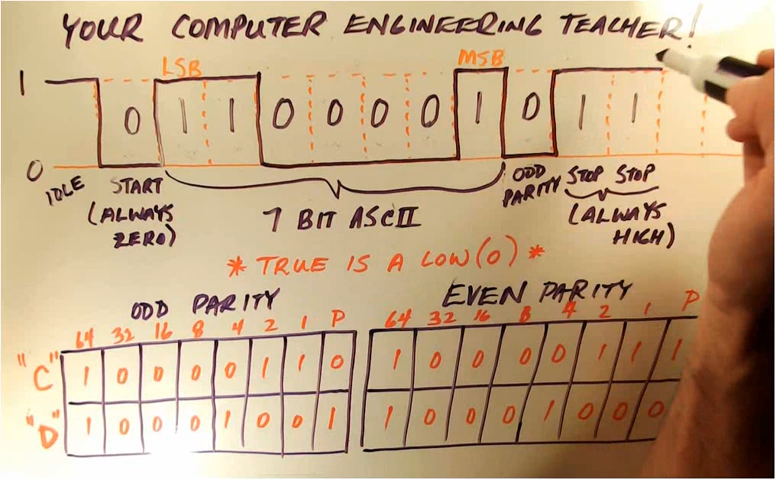 YOUR COMPUTER ENGINEERING TEACHER!
LSB MSB
1 0 1 1 0 0 0 0 1 0 1 1
0
IDLE START (ALWAYS ZERO) 7 BIT ASCII ODD PARITY STOP STOP (ALWAYS HIGH)
* TRUE IS A LOW (0) *
ODD PARITY EVEN PARITY
64 32 16 8 4 2 1 P 64 32 16 8 4 2 1 P
"C" 1 0 0 0 0 1 1 0 1 0 0 0 0 1 1 1
"D" 1 0 0 0 1 0 0 1 1 0 0 0 1 0 0 0